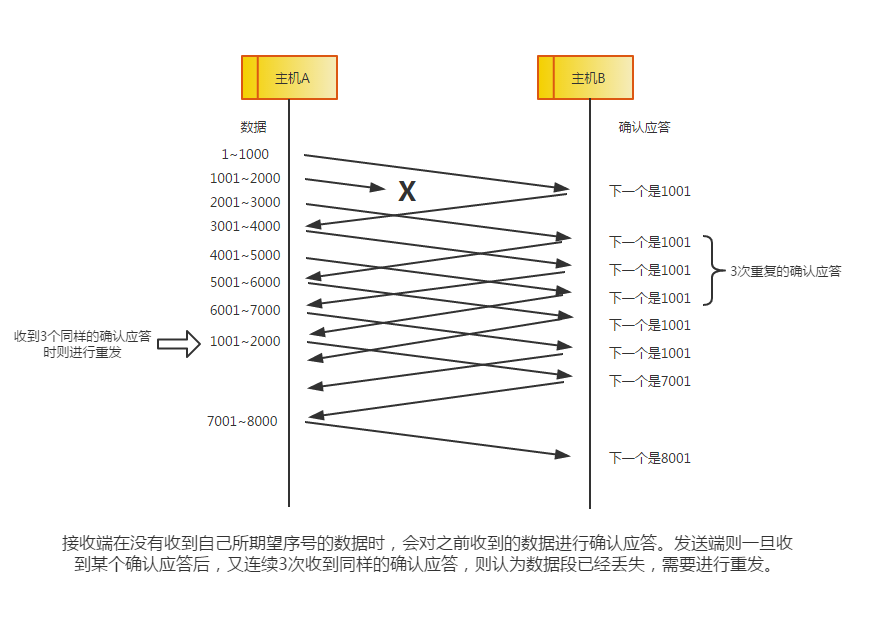 主机A
主机B
数据
确认应答
1~1000
1001~2000
X
下一个是1001
2001~3000
3001~4000
下一个是1001
4001~5000
下一个是1001
3次重复的确认应答
5001~6000
下一个是1001
6001~7000
下一个是1001
收到3个同样的确认应答
时则进行重发
1001~2000
下一个是1001
下一个是7001
7001~8000
下一个是8001
接收端在没有收到自己所期望序号的数据时，会对之前收到的数据进行确认应答。发送端则一旦收
到某个确认应答后，又连续3次收到同样的确认应答，则认为数据段已经丢失，需要进行重发。